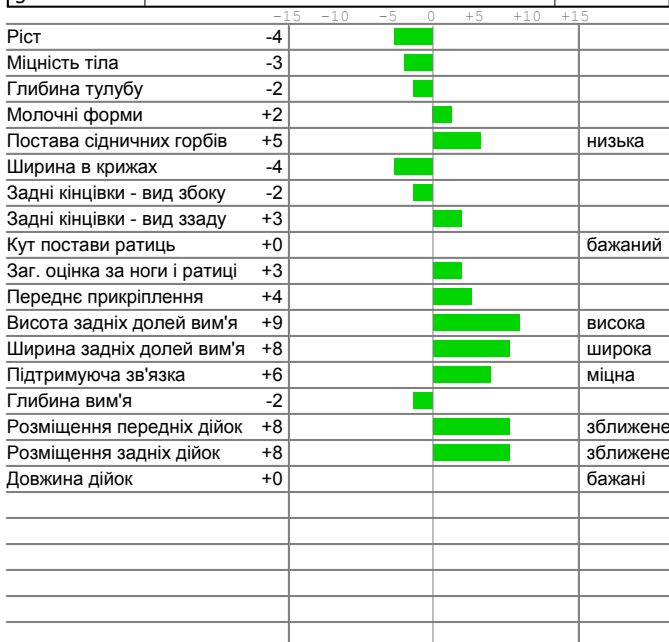 -15 -10 -5 0 +5 +10 +15
Ріст -4
Міцність тіла -3
Глибина тулубу -2
Молочні форми +2
Постава сідничних горбів +5 низька
Ширина в крижах -4
Задні кінцівки - вид збоку -2
Задні кінцівки - вид ззаду +3
Кут постави ратиць +0 бажаний
Заг. оцінка за ноги і ратиці +3
Переднє прикріплення +4
Висота задніх долей вим'я +9 висока
Ширина задніх долей вим'я +8 широка
Підтримуюча зв'язка +6 міцна
Глибина вим'я -2
Розміщення передніх дійок +8 зближене
Розміщення задніх дійок +8 зближене
Довжина дійок +0 бажані